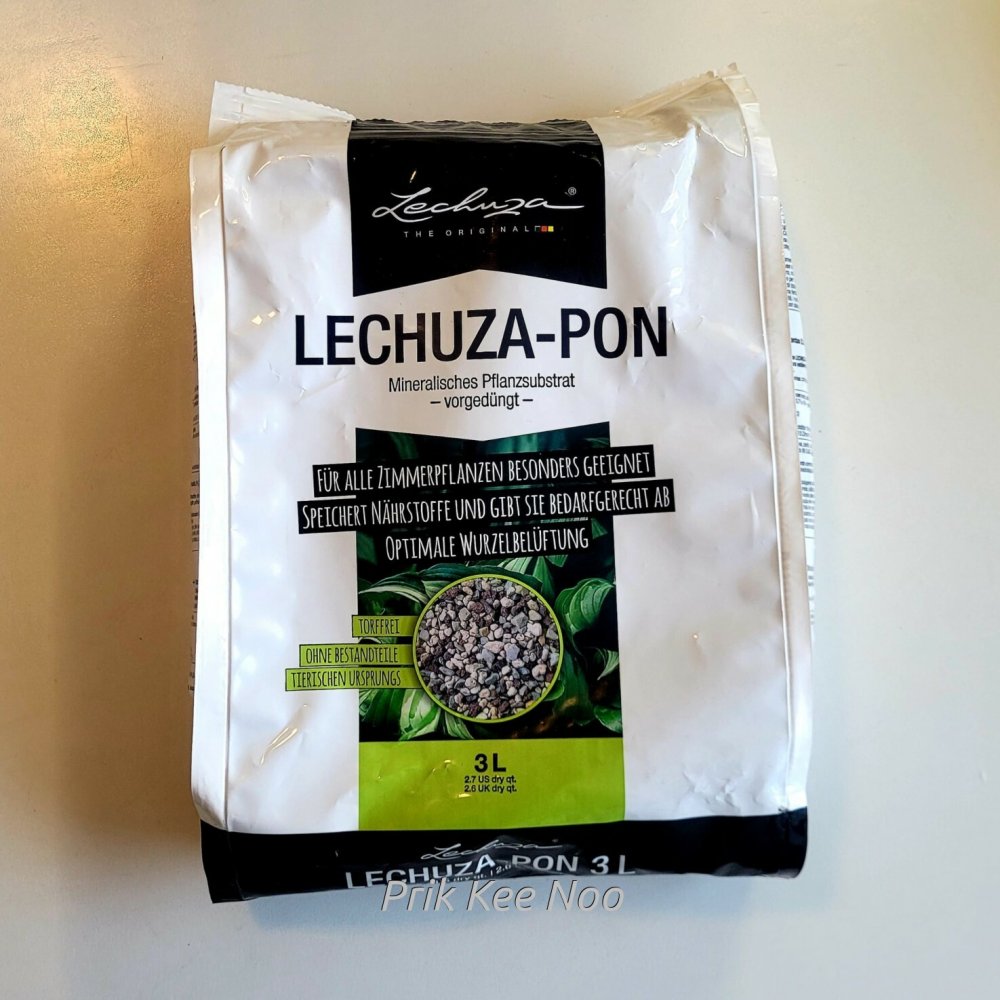 Lechuza®
THE ORIGINAL
LECHUZA-PON
Mineralisches Pflanzsubstrat
– vorgedüngt –
FÜR ALLE ZIMMERPFLANZEN BESONDERS GEEIGNET
SPEICHERT NÄHRSTOFFE UND GIBT SIE BEDARFGERECHT AB
OPTIMALE WURZELBELÜFTUNG
TORFFREI
OHNE BESTANDTEILE
TIERISCHEN URSPRUNGS
3 L
2.7 US dry qt.
2.6 UK dry qt.
Lechuza
LECHUZA-PON 3 L
Prik Kee Noo